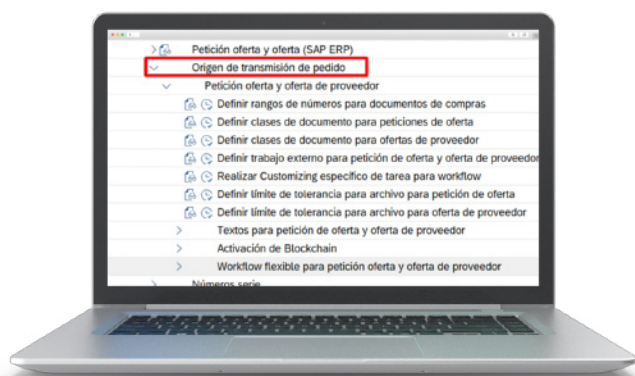 Petición oferta y oferta (SAP ERP)
Origen de transmisión de pedido
Petición oferta y oferta de proveedor
Definir rangos de números para documentos de compras
Definir clases de documento para peticiones de oferta
Definir clases de documento para ofertas de proveedor
Definir trabajo externo para petición de oferta y oferta de proveedor
Realizar Customizing específico de tarea para workflow
Definir límite de tolerancia para archivo para petición de oferta
Definir límite de tolerancia para archivo para oferta de proveedor
Textos para petición de oferta y oferta de proveedor
Activación de Blockchain
Workflow flexible para petición oferta y oferta de proveedor
Números serie